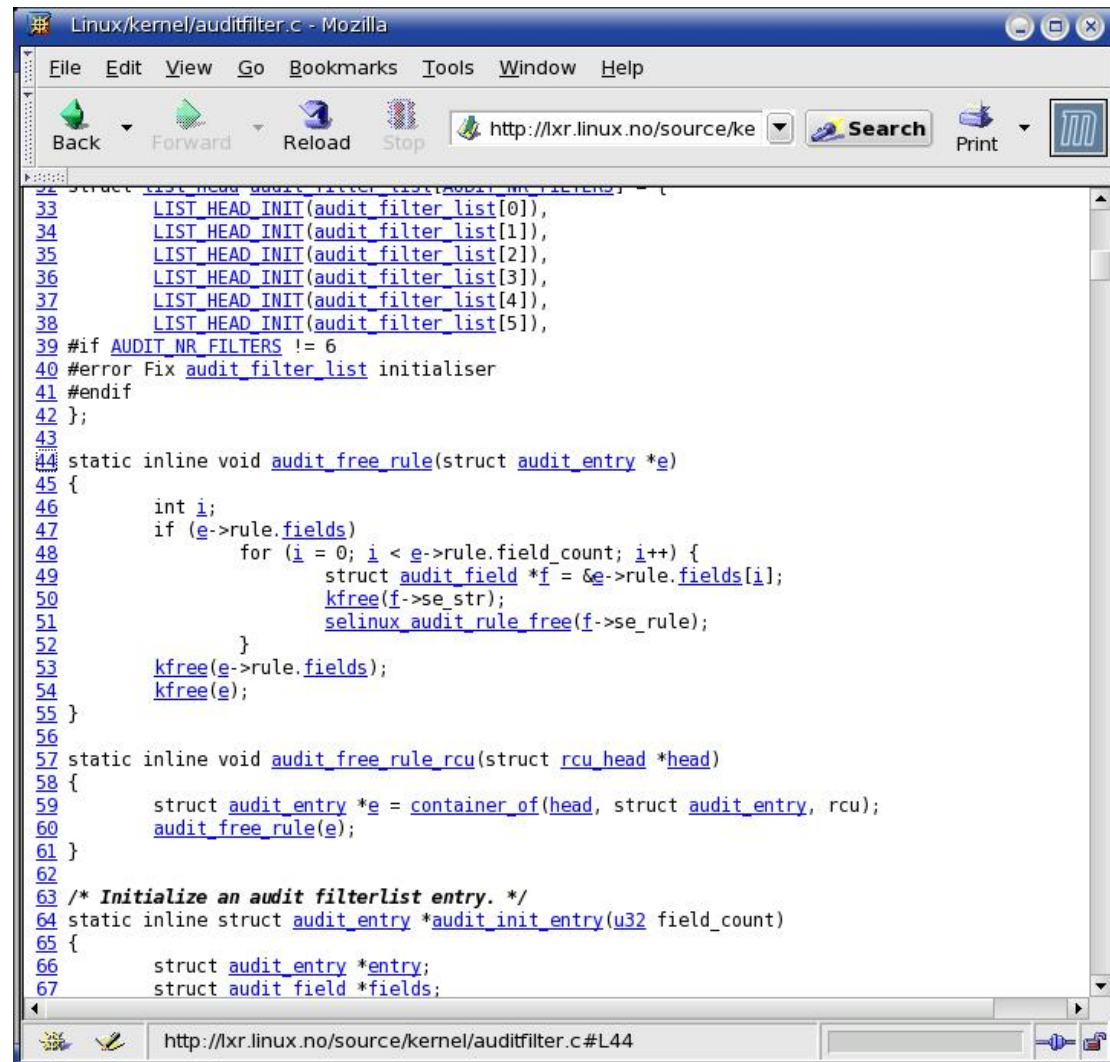 Linux/kernel/auditfilter.c - Mozilla
File Edit View Go Bookmarks Tools Window Help
Back Forward Reload Stop http://lxr.linux.no/source/ke Search Print
32 struct list_head audit_filter_list[AUDIT_NR_FILTERS] = {
33 LIST_HEAD_INIT(audit_filter_list[0]),
34 LIST_HEAD_INIT(audit_filter_list[1]),
35 LIST_HEAD_INIT(audit_filter_list[2]),
36 LIST_HEAD_INIT(audit_filter_list[3]),
37 LIST_HEAD_INIT(audit_filter_list[4]),
38 LIST_HEAD_INIT(audit_filter_list[5]),
39 #if AUDIT_NR_FILTERS != 6
40 #error Fix audit_filter_list initialiser
41 #endif
42 };
43
44 static inline void audit_free_rule(struct audit_entry *e)
45 {
46 int i;
47 if (e->rule.fields)
48 for (i = 0; i < e->rule.field_count; i++) {
49 struct audit_field *f = &e->rule.fields[i];
50 kfree(f->se_str);
51 selinux_audit_rule_free(f->se_rule);
52 }
53 kfree(e->rule.fields);
54 kfree(e);
55 }
56
57 static inline void audit_free_rule_rcu(struct rcu_head *head)
58 {
59 struct audit_entry *e = container_of(head, struct audit_entry, rcu);
60 audit_free_rule(e);
61 }
62
63 /* Initialize an audit filterlist entry. */
64 static inline struct audit_entry *audit_init_entry(u32 field_count)
65 {
66 struct audit_entry *entry;
67 struct audit_field *fields;
http://lxr.linux.no/source/kernel/auditfilter.c#L44